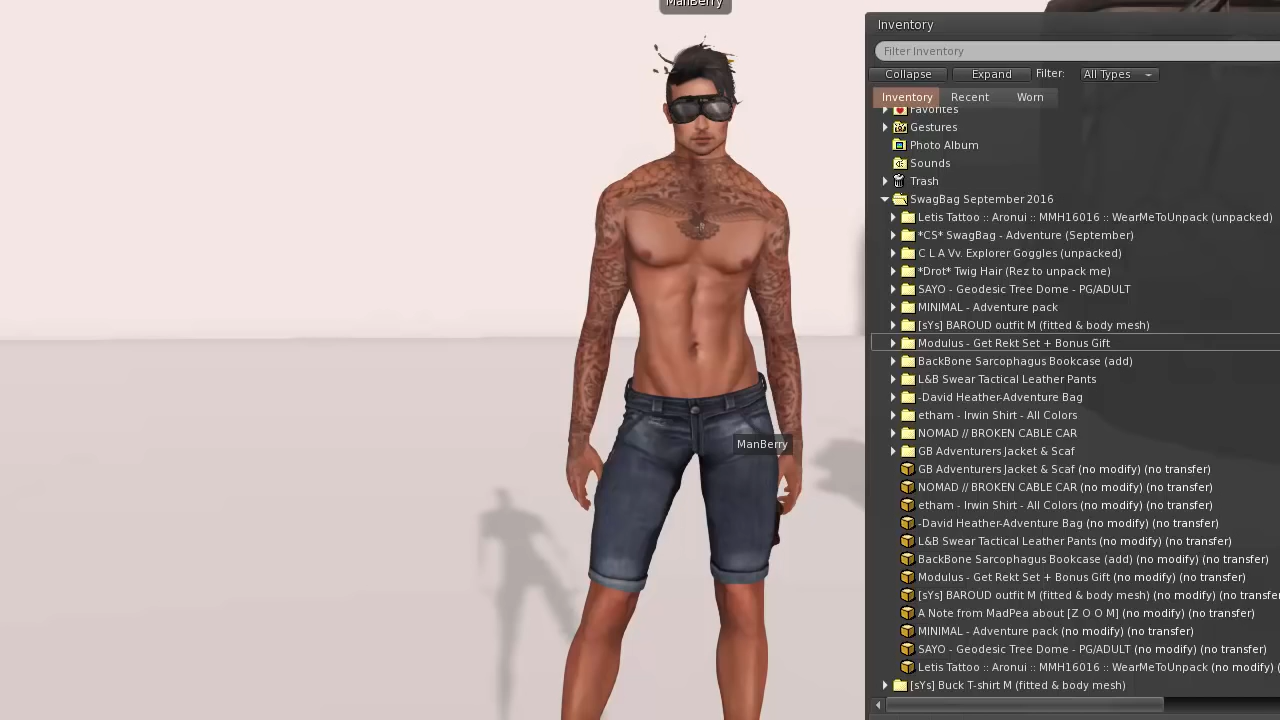 ManBerry
Inventory
Filter Inventory
Collapse Expand Filter: All Types
Inventory Recent Worn
Favorites
Gestures
Photo Album
Sounds
Trash
SwagBag September 2016
Letis Tattoo :: Aronui :: MMH16016 :: WearMeToUnpack (unpacked)
*CS* SwagBag - Adventure (September)
C L A Vv. Explorer Goggles (unpacked)
*Drot* Twig Hair (Rez to unpack me)
SAYO - Geodesic Tree Dome - PG/ADULT
MINIMAL - Adventure pack
[sYs] BAROUD outfit M (fitted & body mesh)
Modulus - Get Rekt Set + Bonus Gift
BackBone Sarcophagus Bookcase (add)
L&B Swear Tactical Leather Pants
-David Heather-Adventure Bag
etham - Irwin Shirt - All Colors
NOMAD // BROKEN CABLE CAR
ManBerry
GB Adventurers Jacket & Scaf
GB Adventurers Jacket & Scaf (no modify) (no transfer)
NOMAD // BROKEN CABLE CAR (no modify) (no transfer)
etham - Irwin Shirt - All Colors (no modify) (no transfer)
-David Heather-Adventure Bag (no modify) (no transfer)
L&B Swear Tactical Leather Pants (no modify) (no transfer)
BackBone Sarcophagus Bookcase (add) (no modify) (no transfer)
Modulus - Get Rekt Set + Bonus Gift (no modify) (no transfer)
[sYs] BAROUD outfit M (fitted & body mesh) (no modify) (no transfer
A Note from MadPea about [Z O O M] (no modify) (no transfer)
MINIMAL - Adventure pack (no modify) (no transfer)
SAYO - Geodesic Tree Dome - PG/ADULT (no modify) (no transfer)
Letis Tattoo :: Aronui :: MMH16016 :: WearMeToUnpack (no modify) (
[sYs] Buck T-shirt M (fitted & body mesh)